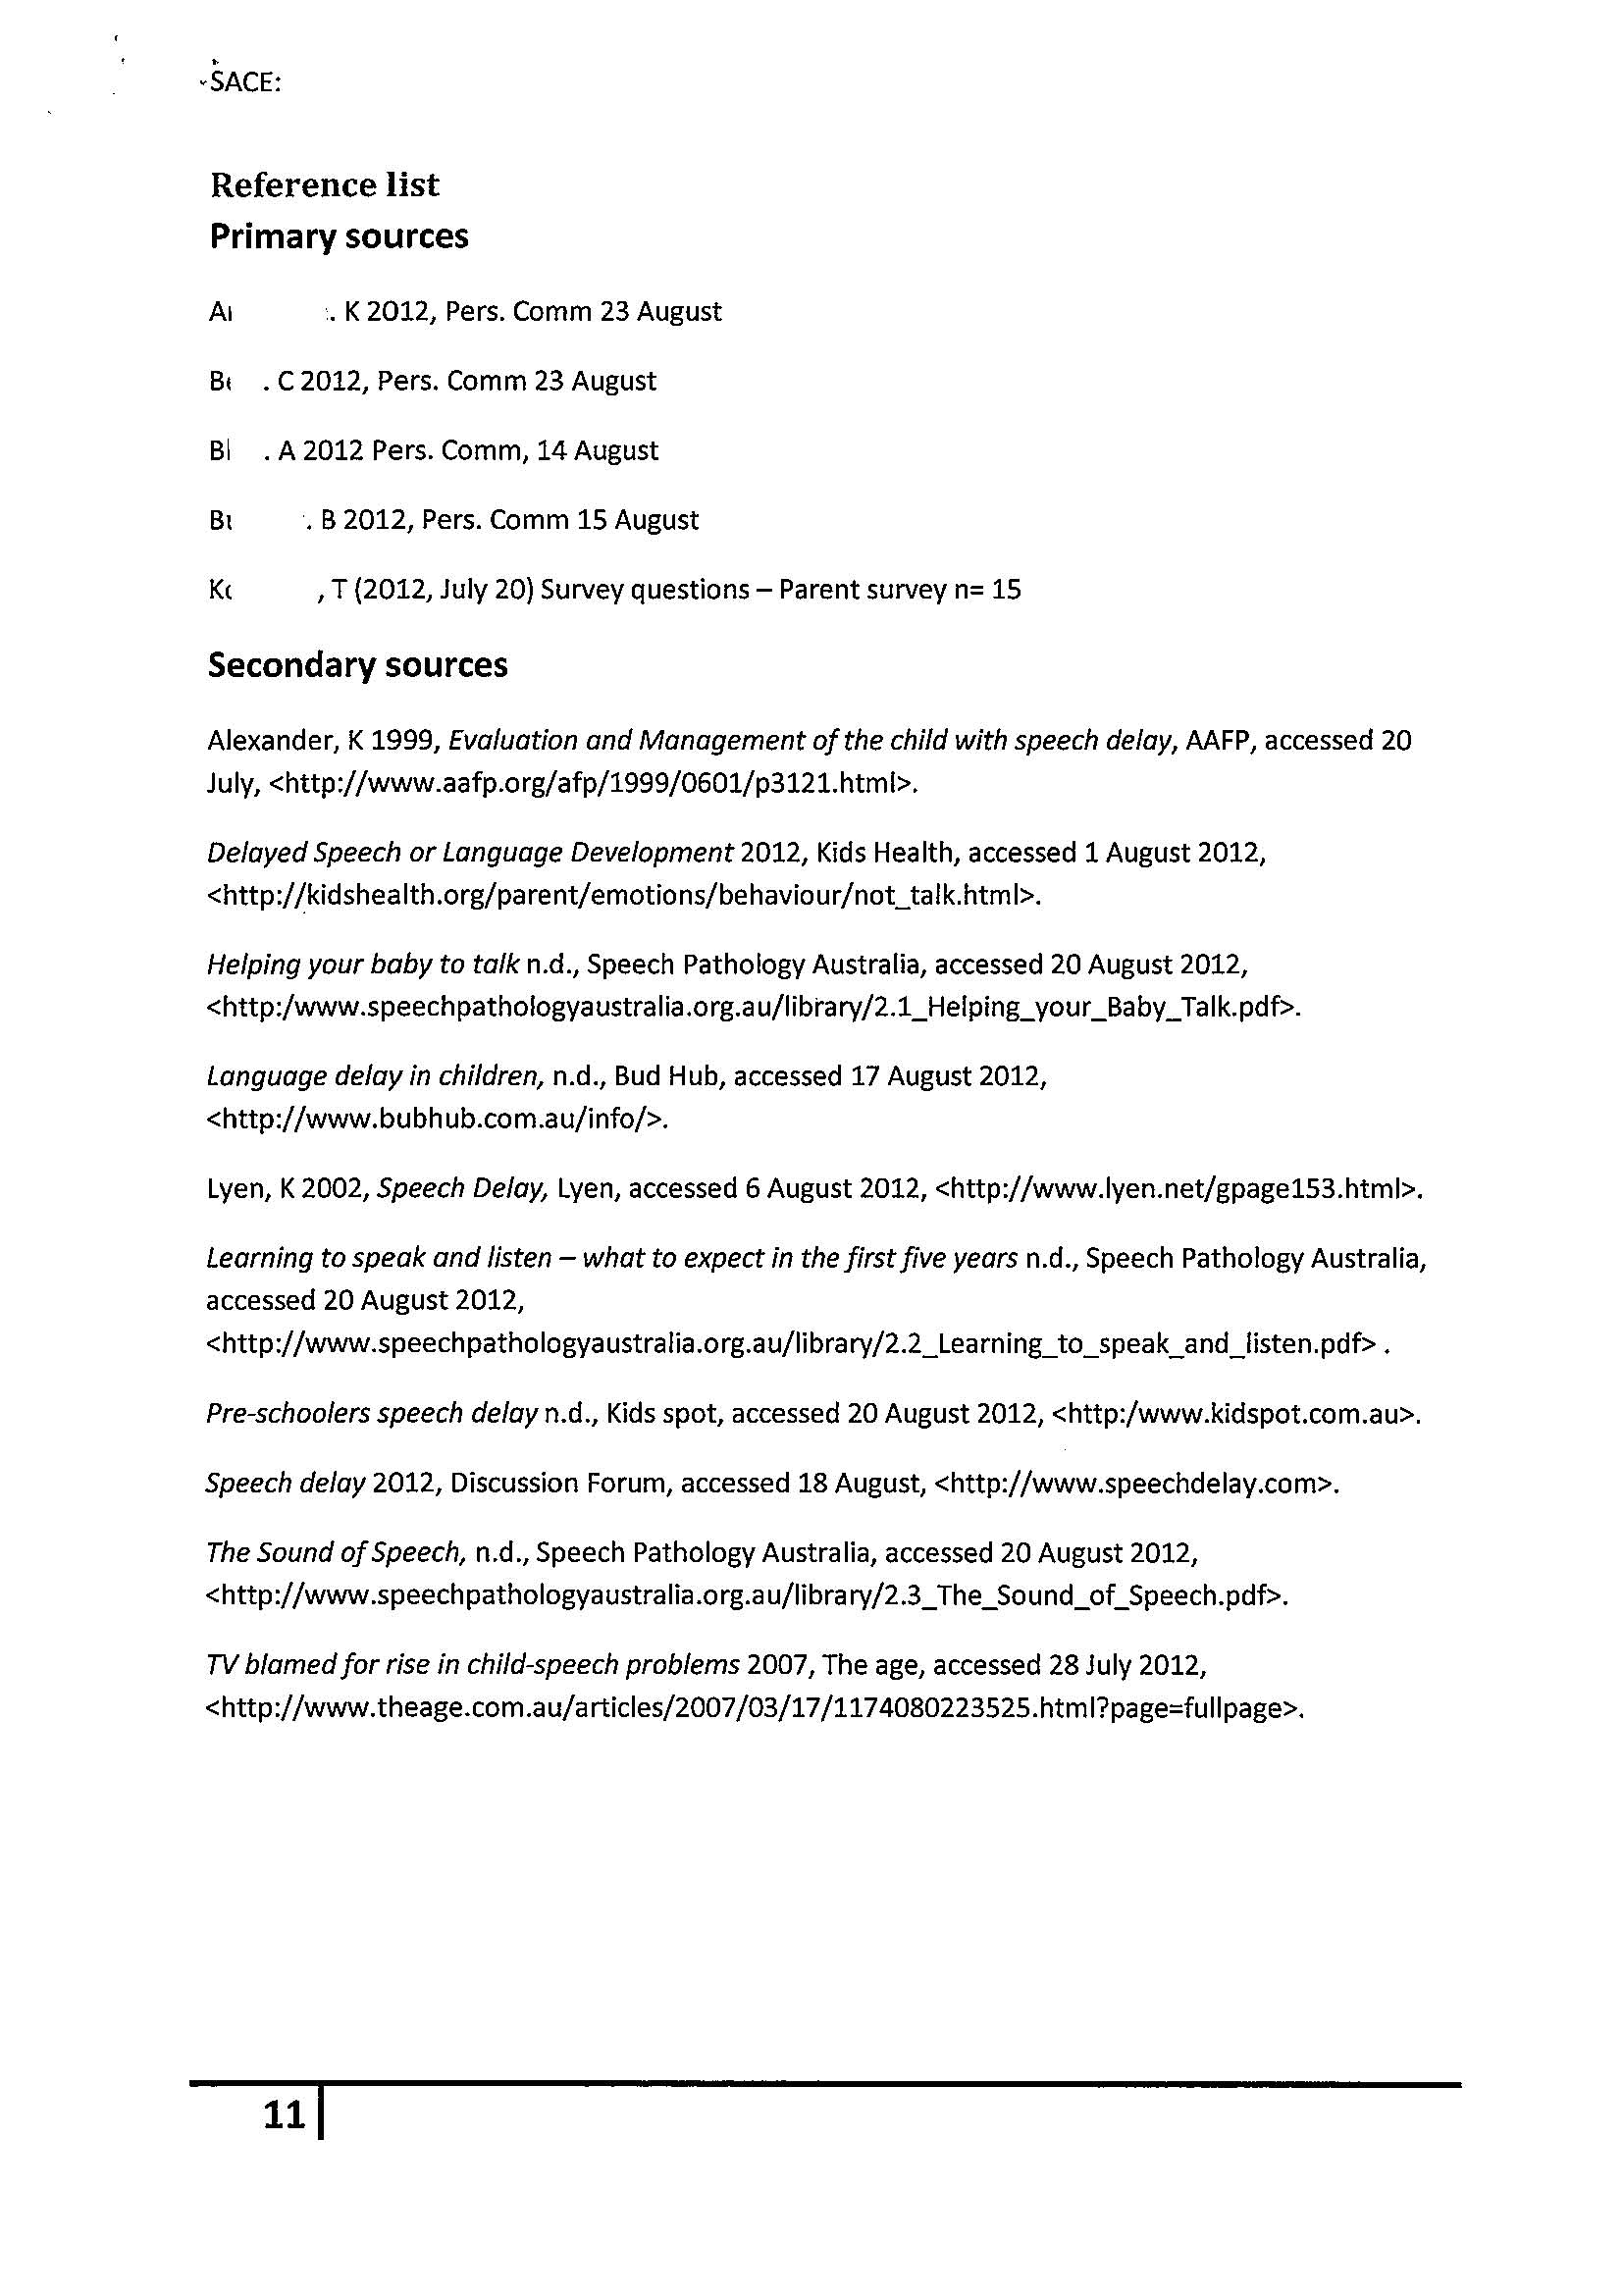 SACE:
Reference list
Primary sources
. K 2012, Pers. Comm 23 August
. C 2012, Pers. Comm 23 August
. A 2012 Pers. Comm, 14 August
. B 2012, Pers. Comm 15 August
, T (2012, July 20) Survey questions – Parent survey n= 15
Secondary sources
Alexander, K 1999, Evaluation and Management of the child with speech delay, AAFP, accessed 20
July, <http://www.aafp.org/afp/1999/0601/p3121.html>.
Delayed Speech or Language Development 2012, Kids Health, accessed 1 August 2012,
<http://kidshealth.org/parent/emotions/behaviour/not_talk.html>.
Helping your baby to talk n.d., Speech Pathology Australia, accessed 20 August 2012,
<http:/www.speechpathologyaustralia.org.au/library/2.1_Helping_your_Baby_Talk.pdf>.
Language delay in children, n.d., Bud Hub, accessed 17 August 2012,
<http://www.bubhub.com.au/info/>.
Lyen, K 2002, Speech Delay, Lyen, accessed 6 August 2012, <http://www.lyen.net/gpage153.html>.
Learning to speak and listen – what to expect in the first five years n.d., Speech Pathology Australia,
accessed 20 August 2012,
<http://www.speechpathologyaustralia.org.au/library/2.2_Learning_to_speak_and_listen.pdf> .
Pre-schoolers speech delay n.d., Kids spot, accessed 20 August 2012, <http:/www.kidspot.com.au>.
Speech delay 2012, Discussion Forum, accessed 18 August, <http://www.speechdelay.com>.
The Sound of Speech, n.d., Speech Pathology Australia, accessed 20 August 2012,
<http://www.speechpathologyaustralia.org.au/library/2.3_The_Sound_of_Speech.pdf>.
TV blamed for rise in child-speech problems 2007, The age, accessed 28 July 2012,
<http://www.theage.com.au/articles/2007/03/17/1174080223525.html?page=fullpage>.
11